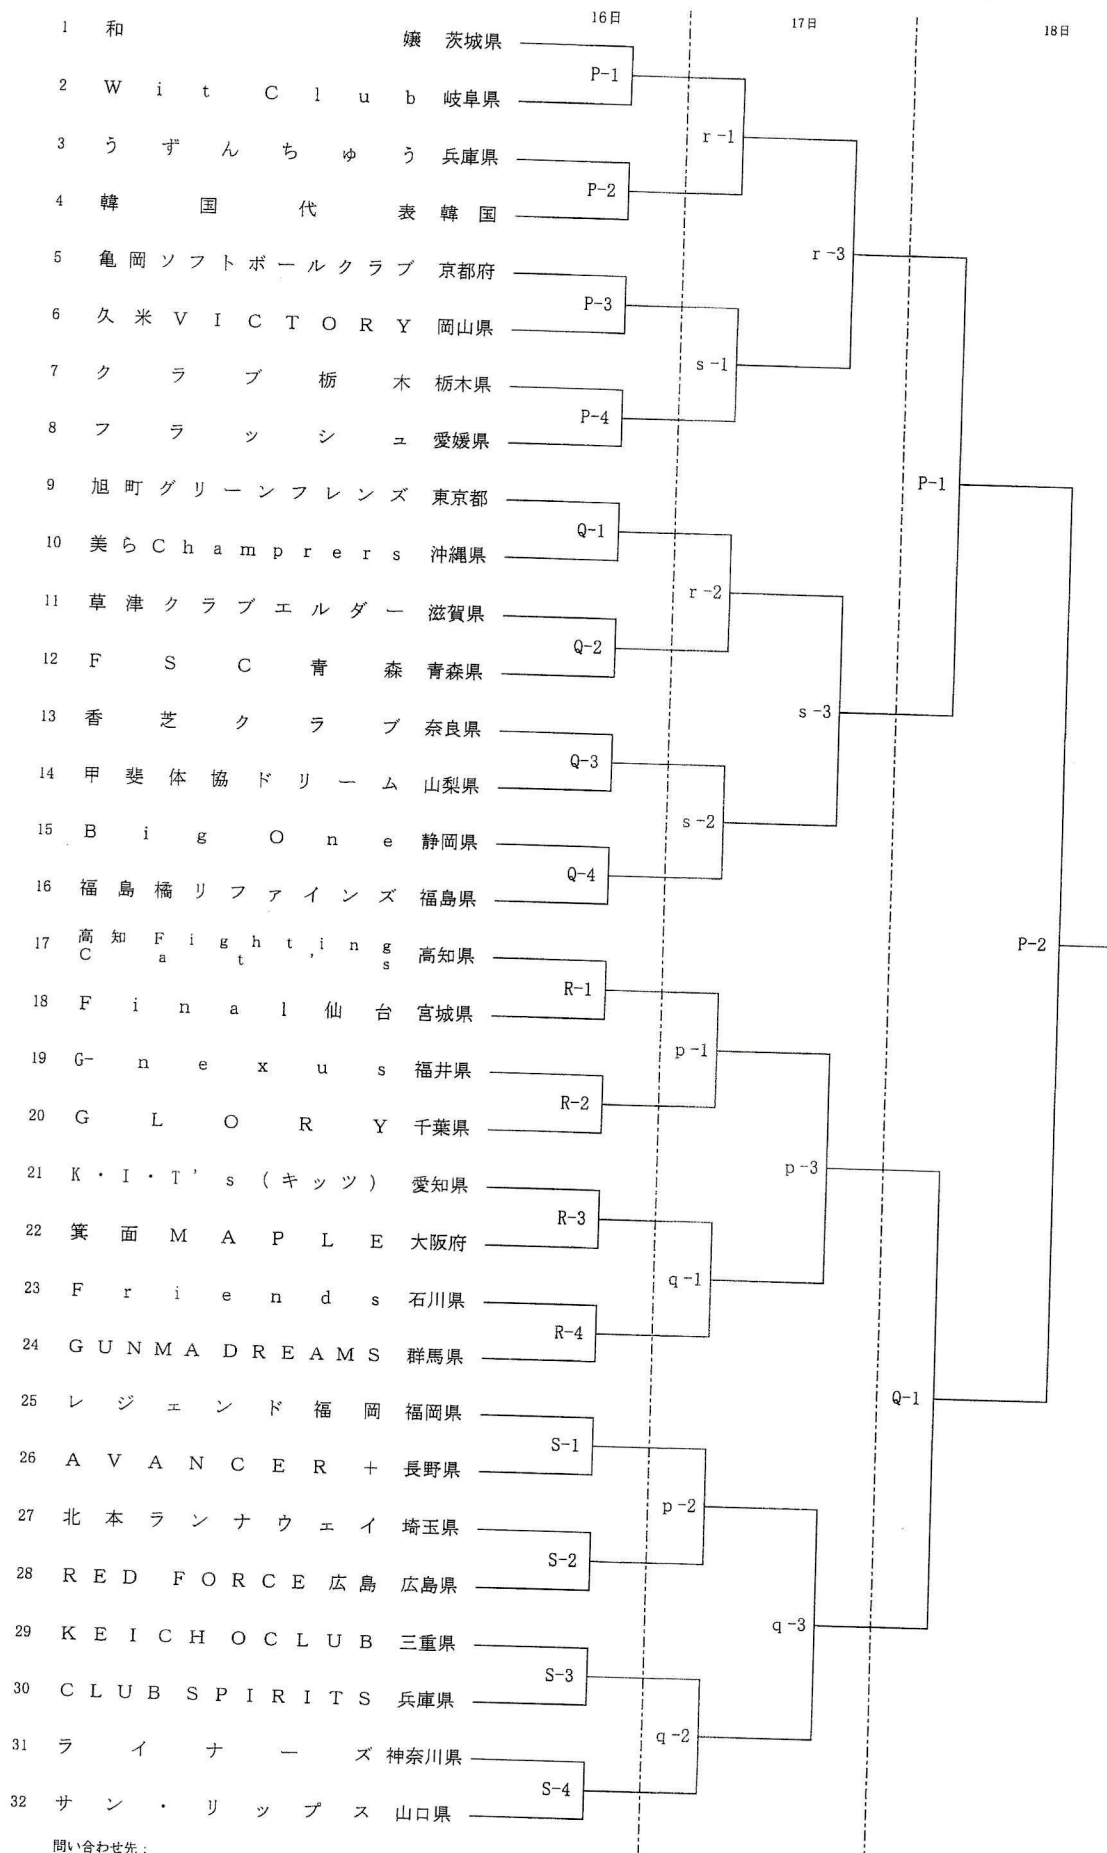 16日 17日 18日
1 和嬢 茨城県
P-1
2 Wit Club 岐阜県
r-1
3 うずんちゅう 兵庫県
P-2
4 韓国代表 韓国
r-3
5 亀岡ソフトボールクラブ 京都府
P-3
6 久米VICTORY 岡山県
s-1
7 クラブ栃木 栃木県
P-4
8 フラッシュ 愛媛県
P-1
9 旭町グリーンフレンズ 東京都
Q-1
10 美らChamprers 沖縄県
r-2
11 草津クラブエルダー 滋賀県
Q-2
12 FSC青森 青森県
s-3
13 香芝クラブ 奈良県
Q-3
14 甲斐体協ドリーム 山梨県
s-2
15 Big One 静岡県
Q-4
16 福島橘リファインズ 福島県
P-2
17 高知Fighting Cat's 高知県
R-1
18 Final仙台 宮城県
p-1
19 G-nexus 福井県
R-2
20 GLORY 千葉県
p-3
21 K・I・T's(キッツ) 愛知県
R-3
22 箕面MAPLE 大阪府
q-1
23 Friends 石川県
R-4
24 GUNMA DREAMS 群馬県
Q-1
25 レジェンド福岡 福岡県
S-1
26 AVANCER+ 長野県
p-2
27 北本ランナウェイ 埼玉県
S-2
28 RED FORCE広島 広島県
q-3
29 KEICHOCLUB 三重県
S-3
30 CLUB SPIRITS 兵庫県
q-2
31 ライナーズ 神奈川県
S-4
32 サン・リップス 山口県
問い合わせ先: